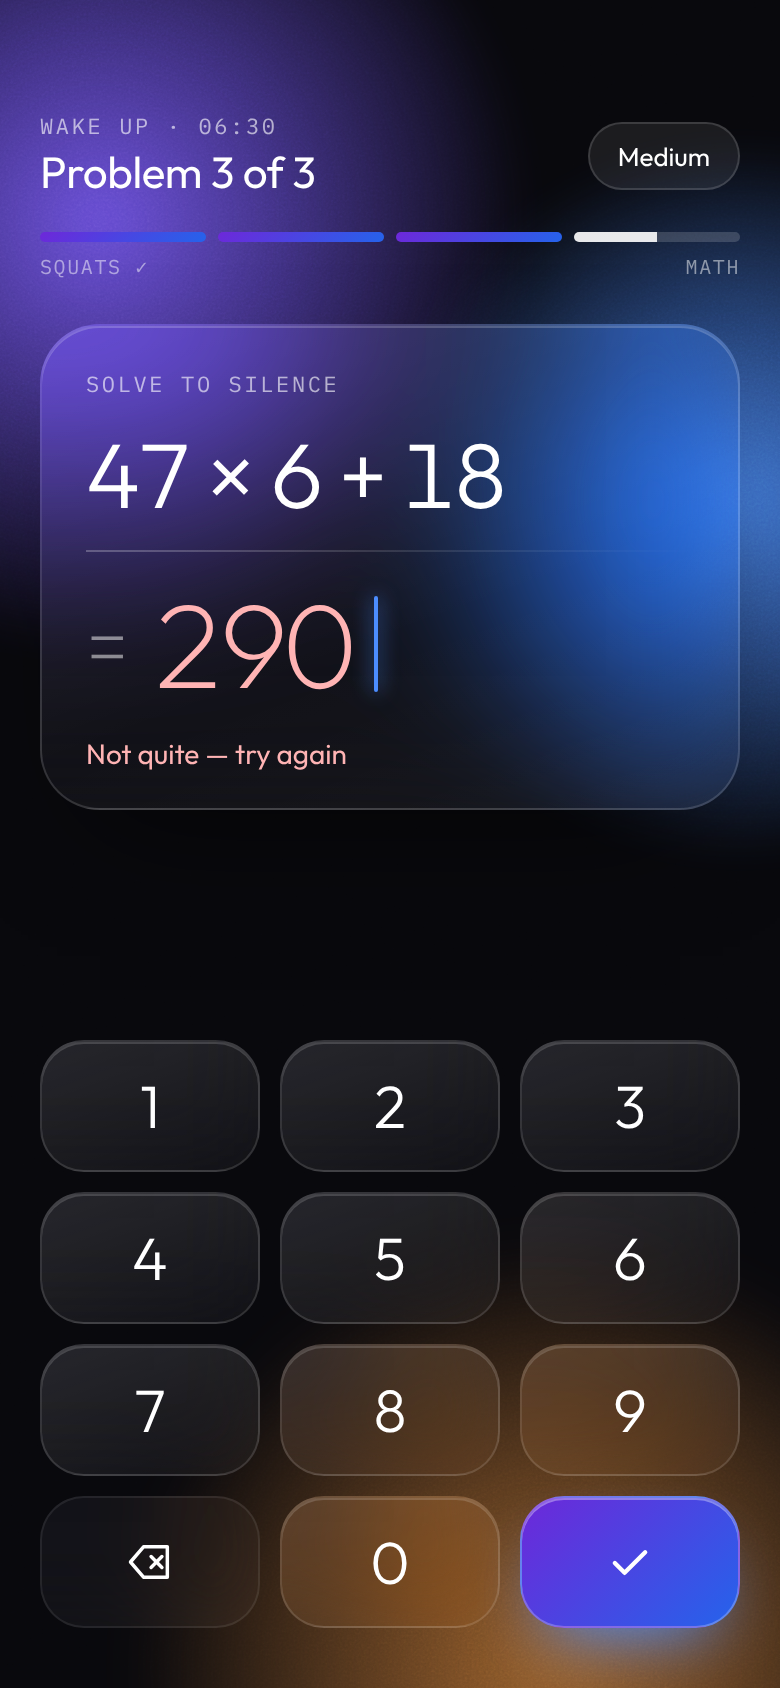 WAKE UP · 06:30
Problem 3 of 3
Medium
SQUATS ✓
MATH
SOLVE TO SILENCE
47 × 6 + 18
= 290
Not quite — try again
1 2 3
4 5 6
7 8 9
0